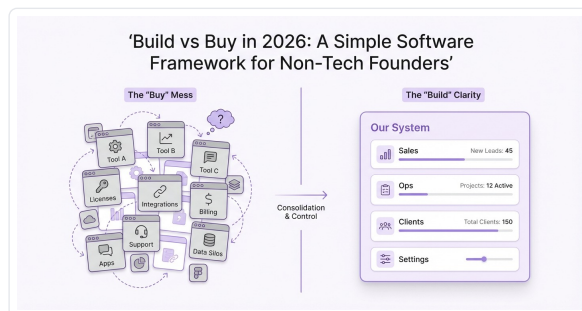 ‘Build vs Buy in 2026: A Simple Software
Framework for Non-Tech Founders’
The "Buy" Mess
?
Tool A
Tool B
Tool C
Licenses
Integrations
Billing
Support
Apps
Data Silos
Consolidation
& Control
The "Build" Clarity
Our System
Sales
New Leads: 45
Ops
Projects: 12 Active
Clients
Total Clients: 150
Settings